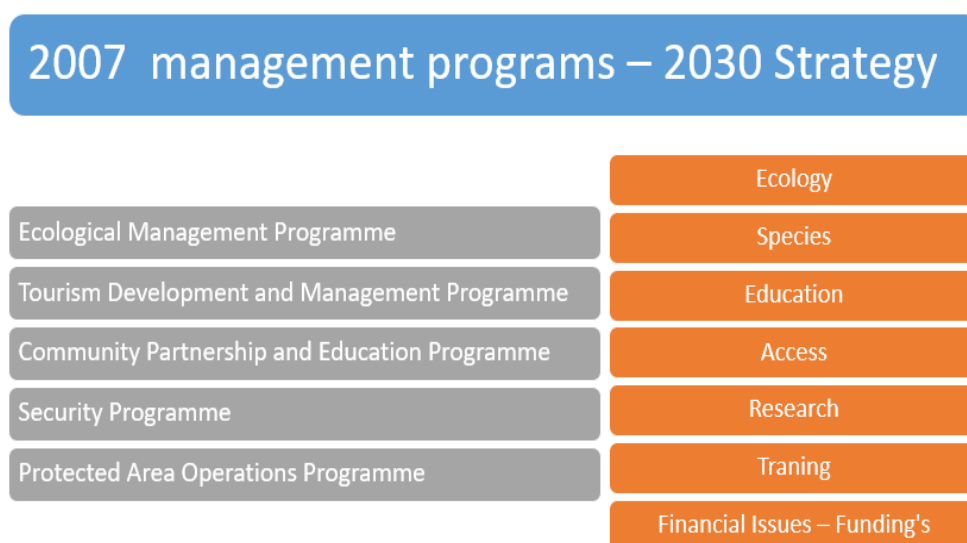 2007 management programs – 2030 Strategy
Ecological Management Programme
Tourism Development and Management Programme
Community Partnership and Education Programme
Security Programme
Protected Area Operations Programme
Ecology
Species
Education
Access
Research
Traning
Financial Issues – Funding's